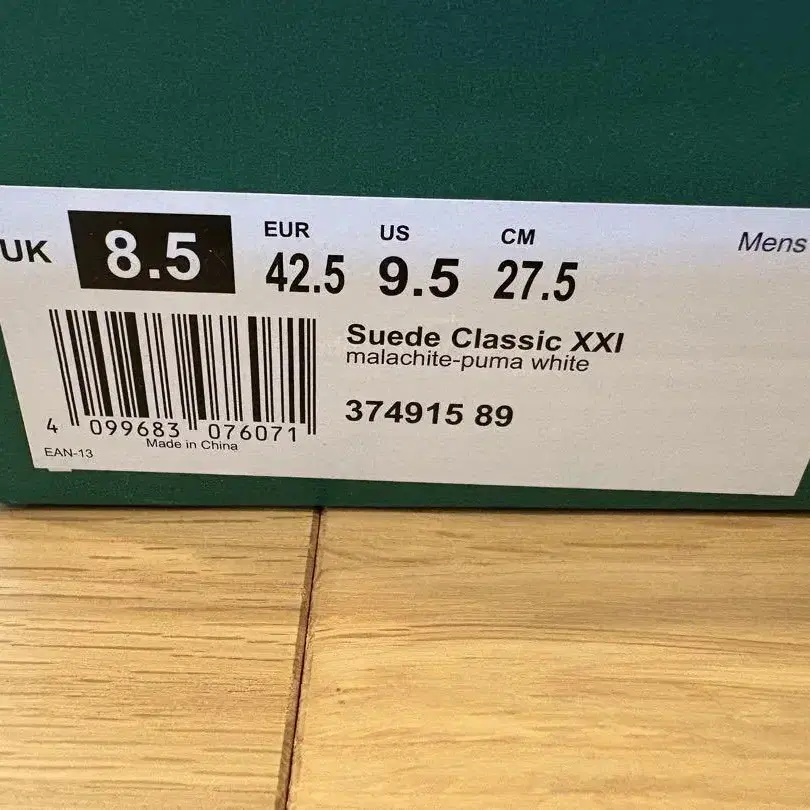 UK 8.5 EUR 42.5 US 9.5 CM 27.5 Mens
Suede Classic XXI
malachite-puma white
374915 89
4 099683 076071
Made in China
EAN-13